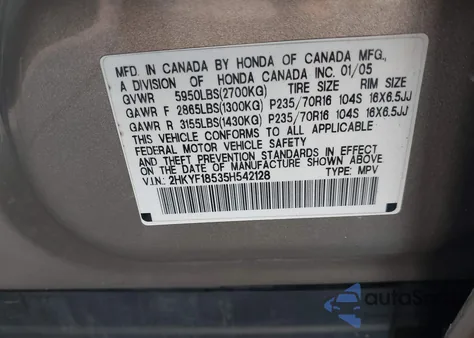 MFD. IN CANADA BY HONDA OF CANADA MFG.,
A DIVISION OF HONDA CANADA INC. 01/05
GVWR 5950LBS(2700KG) TIRE SIZE RIM SIZE
GAWR F 2865LBS(1300KG) P235/70R16 104S 16X6.5JJ
GAWR R 3155LBS(1430KG) P235/70R16 104S 16X6.5JJ
THIS VEHICLE CONFORMS TO ALL APPLICABLE
FEDERAL MOTOR VEHICLE SAFETY
AND THEFT PREVENTION STANDARDS IN EFFECT
ON THE DATE OF MANUFACTURE SHOWN ABOVE.
V.I.N.: 2HKYF18535H542128 TYPE: MPV